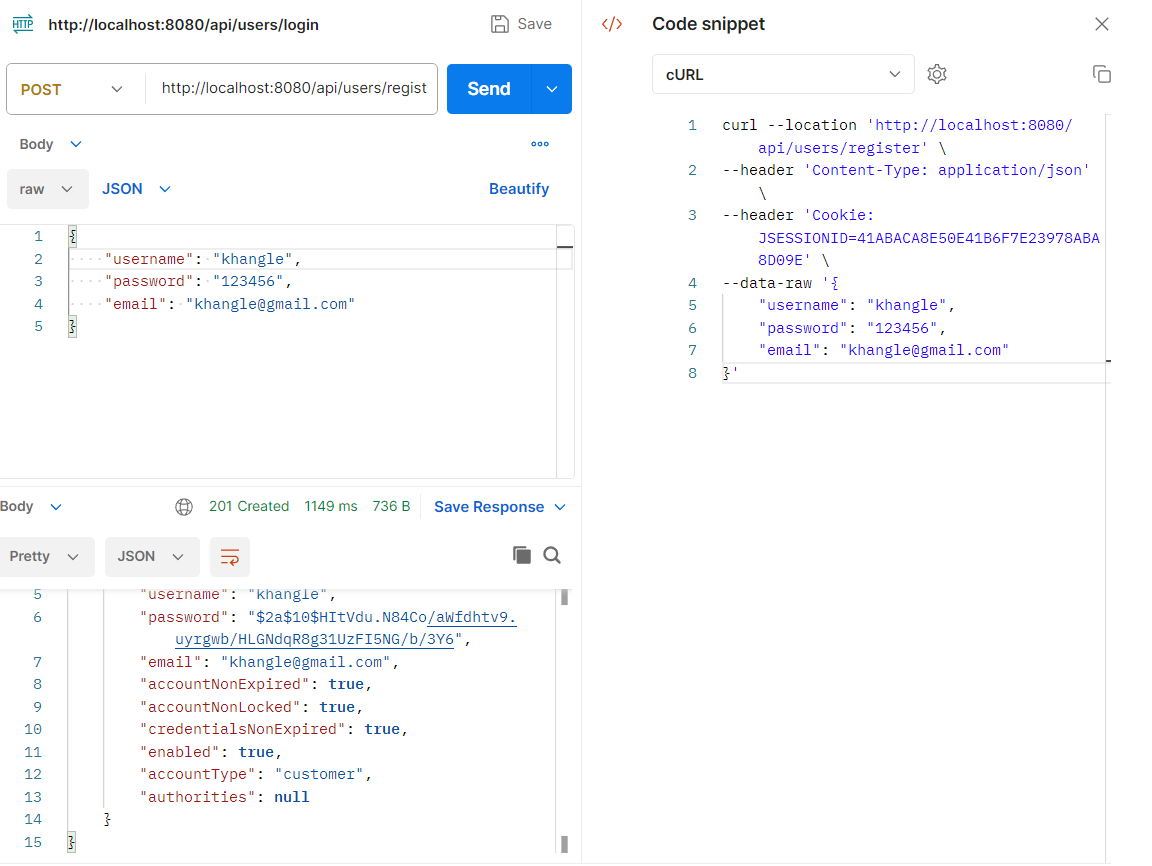 HTTP http://localhost:8080/api/users/login
Save
POST
http://localhost:8080/api/users/regist
Send
Body
raw
JSON
Beautify
1 {
2 "username": "khangle",
3 "password": "123456",
4 "email": "khangle@gmail.com"
5 }
Body
201 Created 1149 ms 736 B
Save Response
Pretty
JSON
5 "username": "khangle",
6 "password": "$2a$10$HItVdu.N84Co/aWfdhtv9.
uyrgwb/HLGNdqR8g31UzFI5NG/b/3Y6",
7 "email": "khangle@gmail.com",
8 "accountNonExpired": true,
9 "accountNonLocked": true,
10 "credentialsNonExpired": true,
11 "enabled": true,
12 "accountType": "customer",
13 "authorities": null
14 }
15 }
</> Code snippet
cURL
1 curl --location 'http://localhost:8080/
api/users/register' \
2 --header 'Content-Type: application/json'
\
3 --header 'Cookie:
JSESSIONID=41ABACA8E50E41B6F7E23978ABA
8D09E' \
4 --data-raw '{
5 "username": "khangle",
6 "password": "123456",
7 "email": "khangle@gmail.com"
8 }'